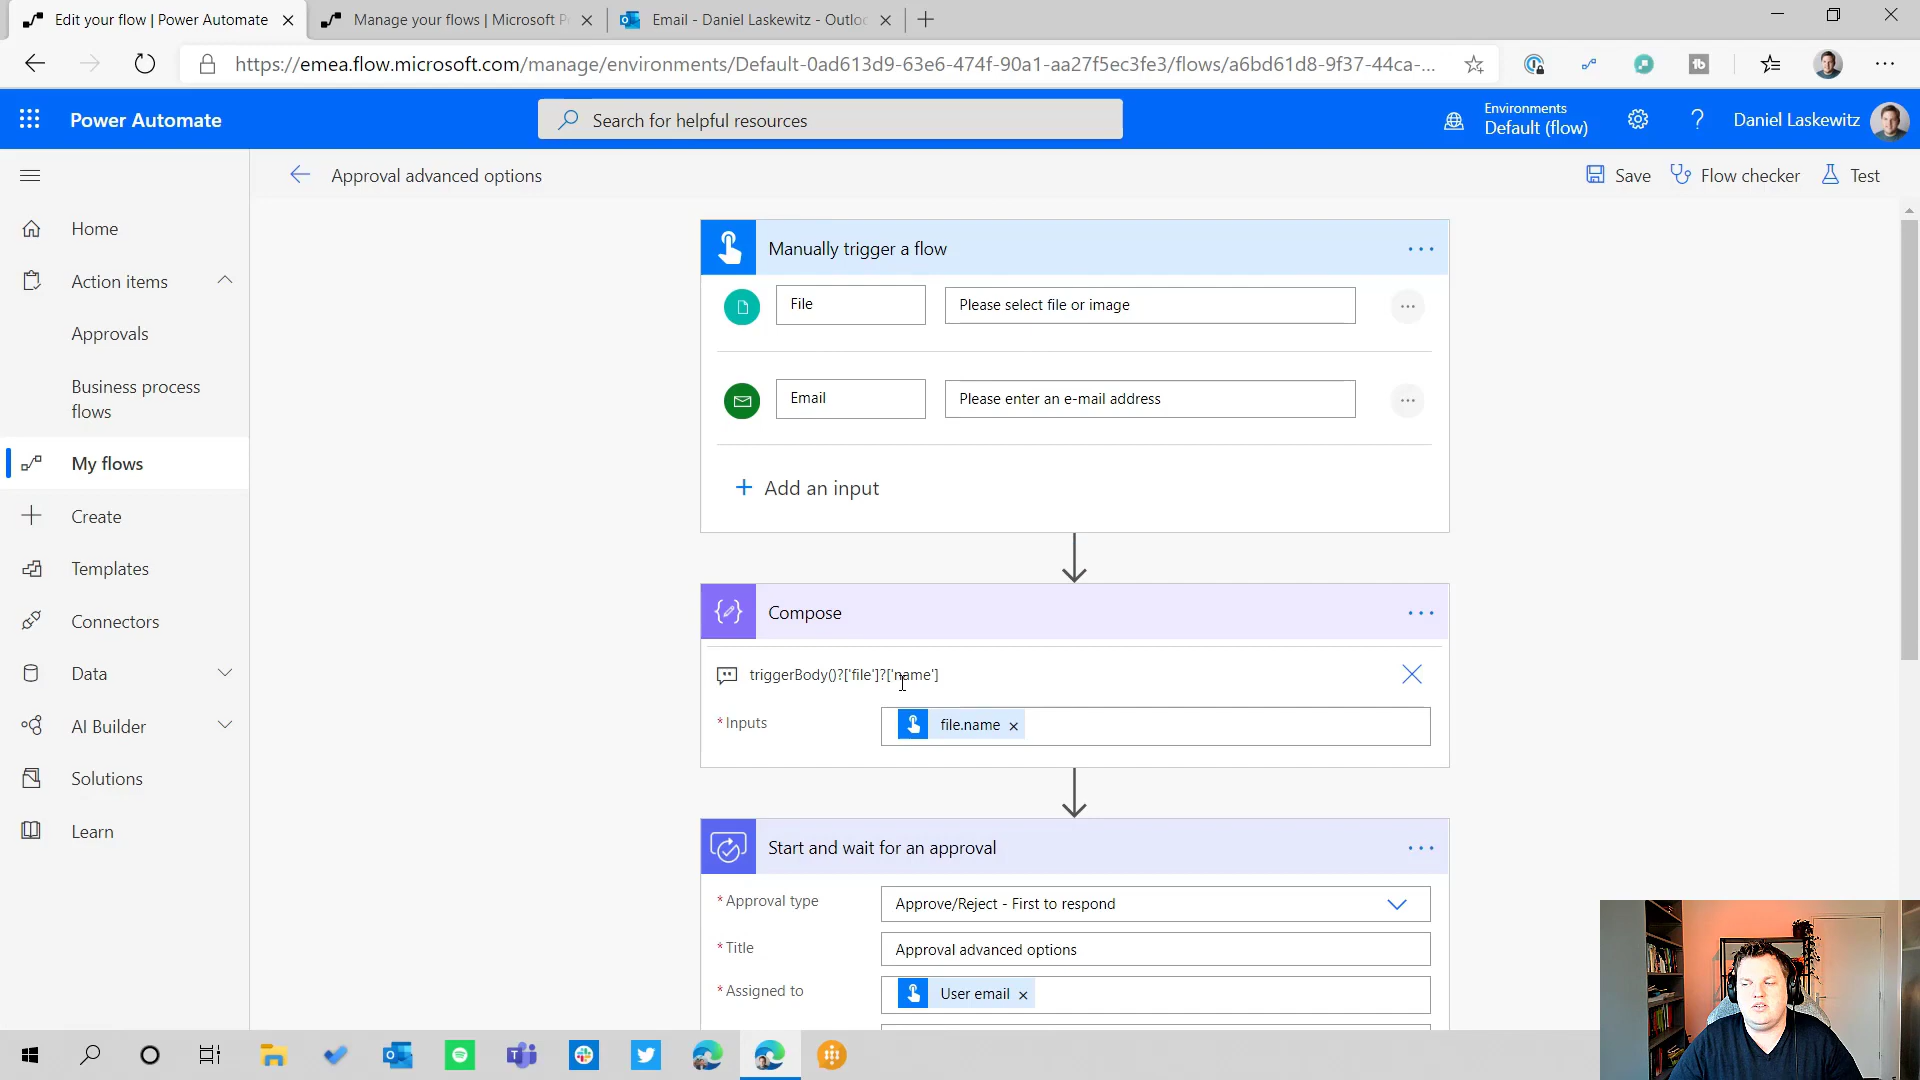 Edit your flow | Power Automate
Manage your flows | Microsoft P
Email - Daniel Laskewitz - Outlo
https://emea.flow.microsoft.com/manage/environments/Default-0ad613d9-63e6-474f-90a1-aa27f5ec3fe3/flows/a6bd61d8-9f37-44ca-...
Power Automate
Search for helpful resources
Environments
Default (flow)
Daniel Laskewitz
Approval advanced options
Save
Flow checker
Test
Home
Action items
Approvals
Business process
flows
My flows
Create
Templates
Connectors
Data
AI Builder
Solutions
Learn
Manually trigger a flow
File
Please select file or image
Email
Please enter an e-mail address
Add an input
Compose
triggerBody()?['file']?['name']
*Inputs
file.name
Start and wait for an approval
*Approval type
Approve/Reject - First to respond
*Title
Approval advanced options
*Assigned to
User email